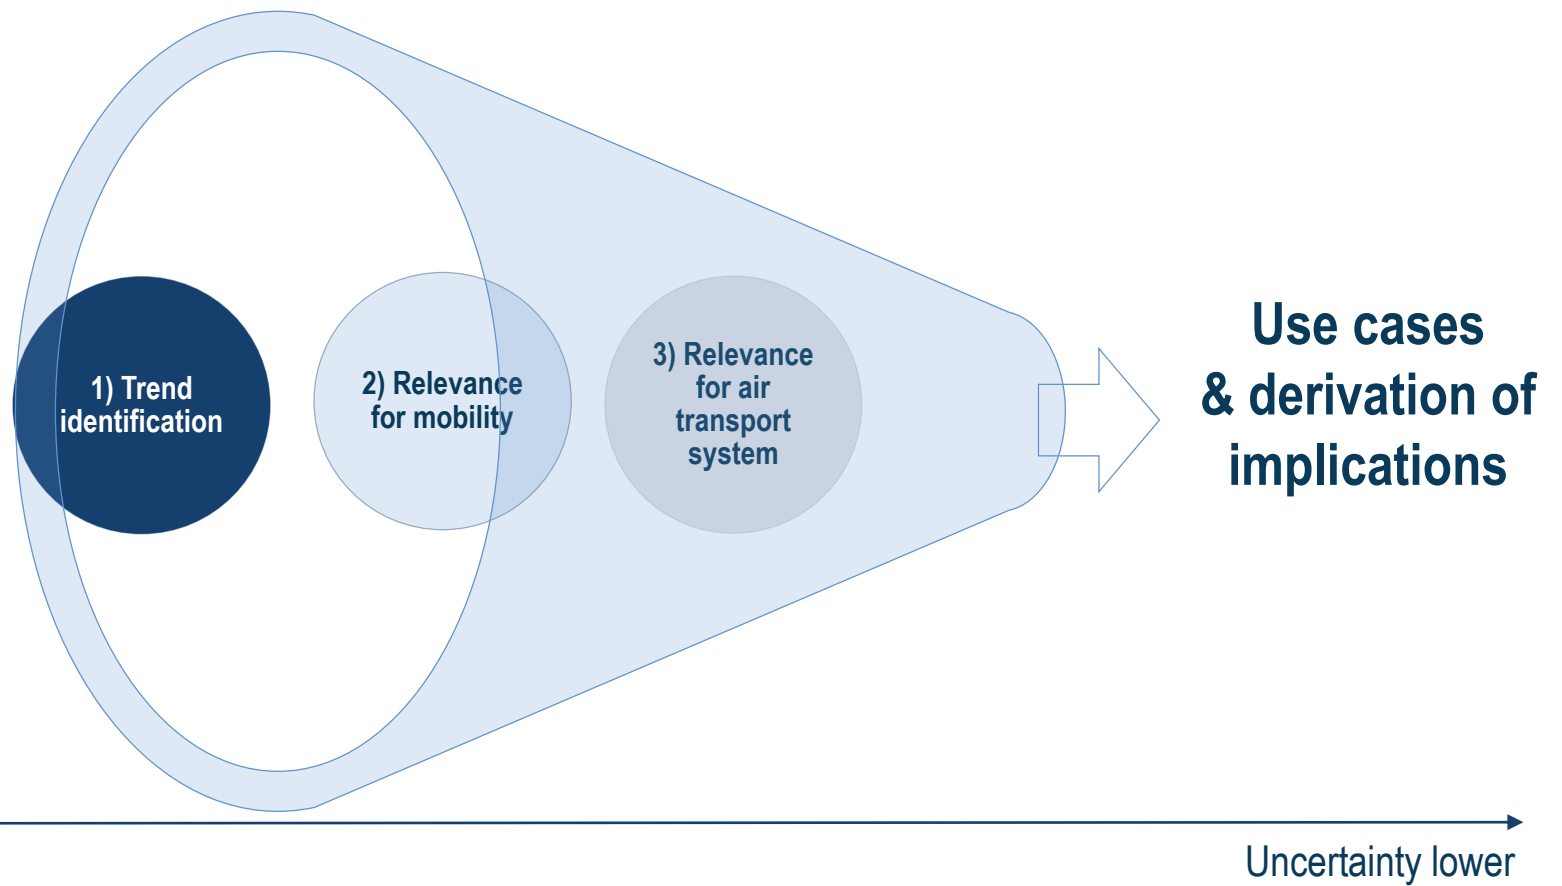 1) Trend
identification
2) Relevance
for mobility
3) Relevance
for air
transport
system
Use cases
& derivation of
implications
Uncertainty lower